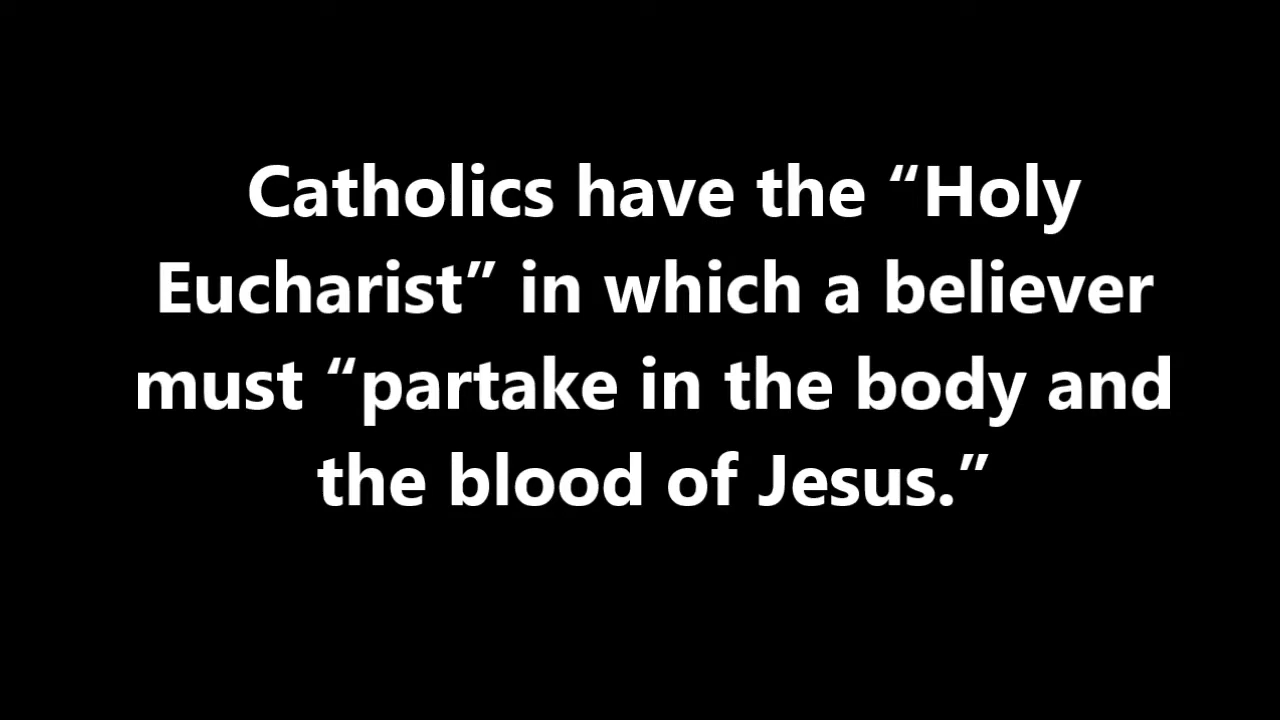 Catholics have the “Holy
Eucharist” in which a believer
must “partake in the body and
the blood of Jesus.”